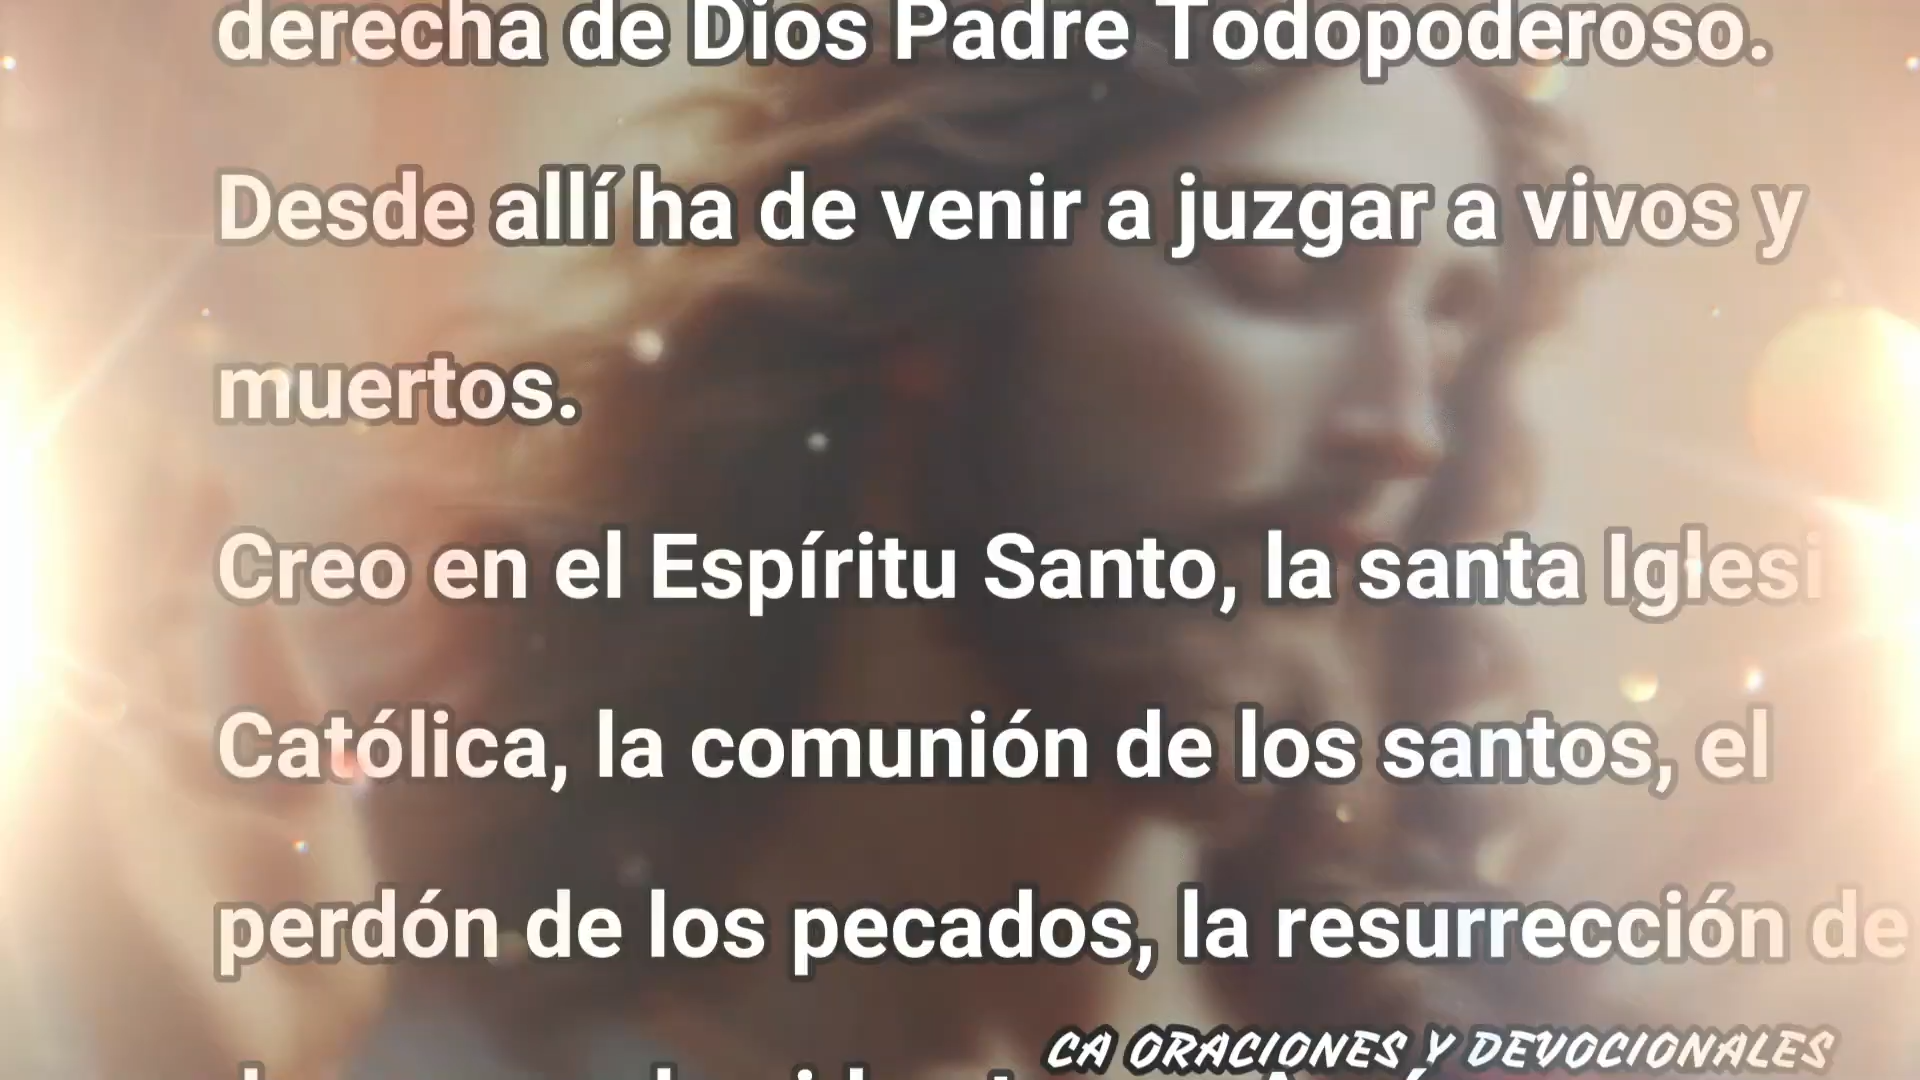 derecha de Dios Padre Todopoderoso.
Desde allí ha de venir a juzgar a vivos y
muertos.
Creo en el Espíritu Santo, la santa Iglesi
Católica, la comunión de los santos, el
perdón de los pecados, la resurrección de
CA ORACIONES Y DEVOCIONALES